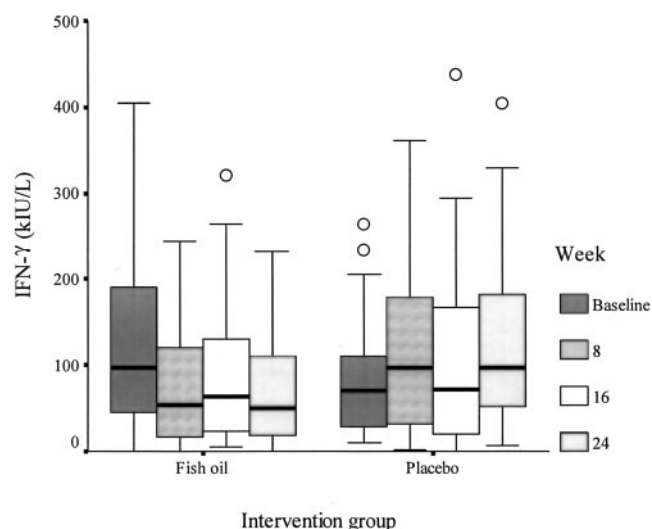 500
400
300
200
100
0
IFN-γ (kIU/L)
Fish oil
Placebo
Intervention group
Week
Baseline
8
16
24